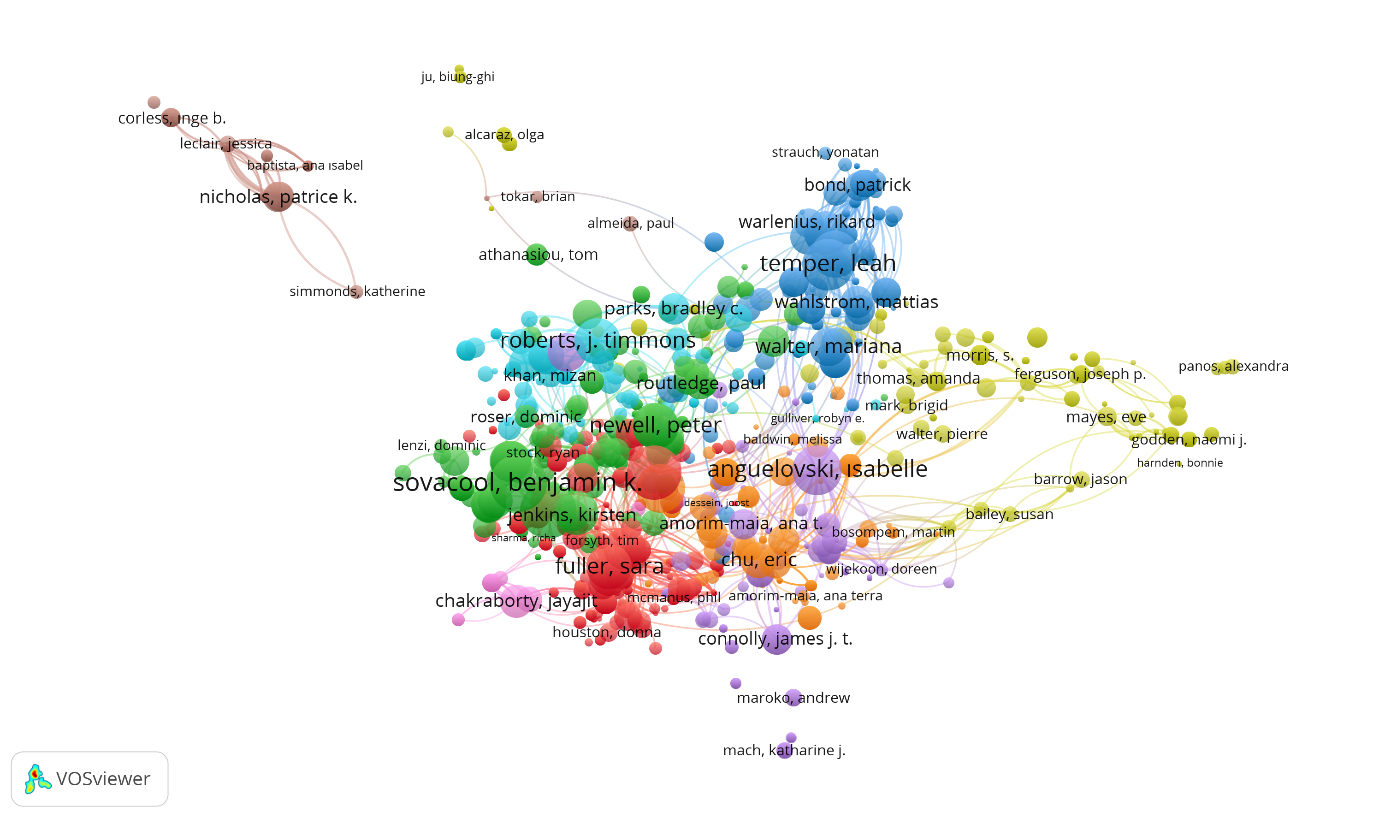 ju, biung-ghi
corless, inge b.
alcaraz, olga
leclair, jessica
strauch, yonatan
baptista, ana isabel
bond, patrick
nicholas, patrice k.
tokar, brian
almeida, paul
warlenius, rikard
athanasiou, tom
temper, leah
simmonds, katherine
wahlstrom, mattias
parks, bradley c.
roberts, j. timmons
walter, mariana
morris, s.
panos, alexandra
khan, mizan
routledge, paul
thomas, amanda
ferguson, joseph p.
mark, brigid
roser, dominic
gulliver, robyn e.
mayes, eve
newell, peter
walter, pierre
lenzi, dominic
baldwin, melissa
godden, naomi j.
stock, ryan
harnden, bonnie
anguelovski, ısabelle
sovacool, benjamin k.
barrow, jason
dessein, joost
jenkins, kirsten
bailey, susan
amorim-maia, ana t.
bosompem, martin
sharma, richa
forsyth, tim
chu, eric
fuller, sara
wijekoon, doreen
chakraborty, jayajit
mcmanus, phil
amorim-maia, ana terra
houston, donna
connolly, james j. t.
maroko, andrew
mach, katharine j.
VOSviewer